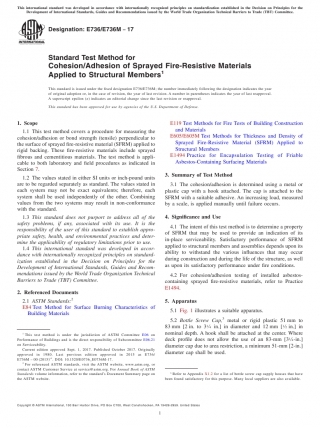 This international standard was developed in accordance with internationally recognized principles on standardization established in the Decision on Principles for the
Development of International Standards, Guides and Recommendations issued by the World Trade Organization Technical Barriers to Trade (TBT) Committee.
Designation: E736/E736M − 17
Standard Test Method for
Cohesion/Adhesion of Sprayed Fire-Resistive Materials
Applied to Structural Members1
This standard is issued under the fixed designation E736/E736M; the number immediately following the designation indicates the year
of original adoption or, in the case of revision, the year of last revision. A number in parentheses indicates the year of last reapproval.
A superscript epsilon (ε) indicates an editorial change since the last revision or reapproval.
This standard has been approved for use by agencies of the U.S. Department of Defense.
1. Scope
1.1 This test method covers a procedure for measuring the
cohesion/adhesion or bond strength (tensile) perpendicular to
the surface of sprayed fire-resistive material (SFRM) applied to
rigid backing. These fire-resistive materials include sprayed
fibrous and cementitious materials. The test method is applicable
to both laboratory and field procedures as indicated in
Section 7.
1.2 The values stated in either SI units or inch-pound units
are to be regarded separately as standard. The values stated in
each system may not be exact equivalents; therefore, each
system shall be used independently of the other. Combining
values from the two systems may result in non-conformance
with the standard.
1.3 This standard does not purport to address all of the
safety problems, if any, associated with its use. It is the
responsibility of the user of this standard to establish appropriate
safety, health, and environmental practices and determine
the applicability of regulatory limitations prior to use.
1.4 This international standard was developed in accordance
with internationally recognized principles on standardization
established in the Decision on Principles for the
Development of International Standards, Guides and Recommendations
issued by the World Trade Organization Technical
Barriers to Trade (TBT) Committee.
2. Referenced Documents
2.1 ASTM Standards:2
E84 Test Method for Surface Burning Characteristics of
Building Materials
1 This test method is under the jurisdiction of ASTM Committee E06 on
Performance of Buildings and is the direct responsibility of Subcommittee E06.21
on Serviceability.
Current edition approved Sept. 1, 2017. Published October 2017. Originally
approved in 1980. Last previous edition approved in 2015 as
2 For referenced ASTM standards, visit the ASTM website, www.astm.org, or
contact ASTM Customer Service at service@astm.org. For Annual Book of ASTM
Standards volume information, refer to the standard's Document Summary page on
the ASTM website.
E119 Test Methods for Fire Tests of Building Construction
and Materials
E605/E605M Test Methods for Thickness and Density of
Sprayed Fire-Resistive Material (SFRM) Applied to
Structural Members
E1494 Practice for Encapsulation Testing of Friable
Asbestos-Containing Surfacing Materials
3. Summary of Test Method
3.1 The cohesion/adhesion is determined using a metal or
plastic cap with a hook attached. The cap is attached to the
SFRM with a suitable adhesive. An increasing load, measured
by a scale, is applied manually until failure occurs.
4. Significance and Use
4.1 The intent of this test method is to determine a property
of SFRM that may be used to provide an indication of its
in-place serviceability. Satisfactory performance of SFRM
applied to structural members and assemblies depends upon its
ability to withstand the various influences that may occur
during construction and during the life of the structure, as well
as upon its satisfactory performance under fire conditions.
4.2 For cohesion/adhesion testing of installed asbestos-
containing sprayed fire-resistive materials, refer to Practice
E1494.
5. Apparatus
5.1 Fig. 1 illustrates a suitable apparatus.
5.2 Bottle Screw Cap,3 metal or rigid plastic 51 mm to
83 mm [2 in. to 3¼ in.] in diameter and 12 mm [½ in.] in
nominal depth. A hook shall be attached at the center. Where
deck profile does not allow the use of an 83-mm [3¼-in.]
diameter cap due to area restriction, a minimum 51-mm [2-in.]
diameter cap shall be used.
3 Refer to Appendix X1.2 for a list of bottle screw cap supply houses that have
been found satisfactory for this purpose. Many local supplies are also available.
Copyright © ASTM International, 100 Barr Harbor Drive, PO Box C700, West Conshohocken, PA 19428-2959. United States
1